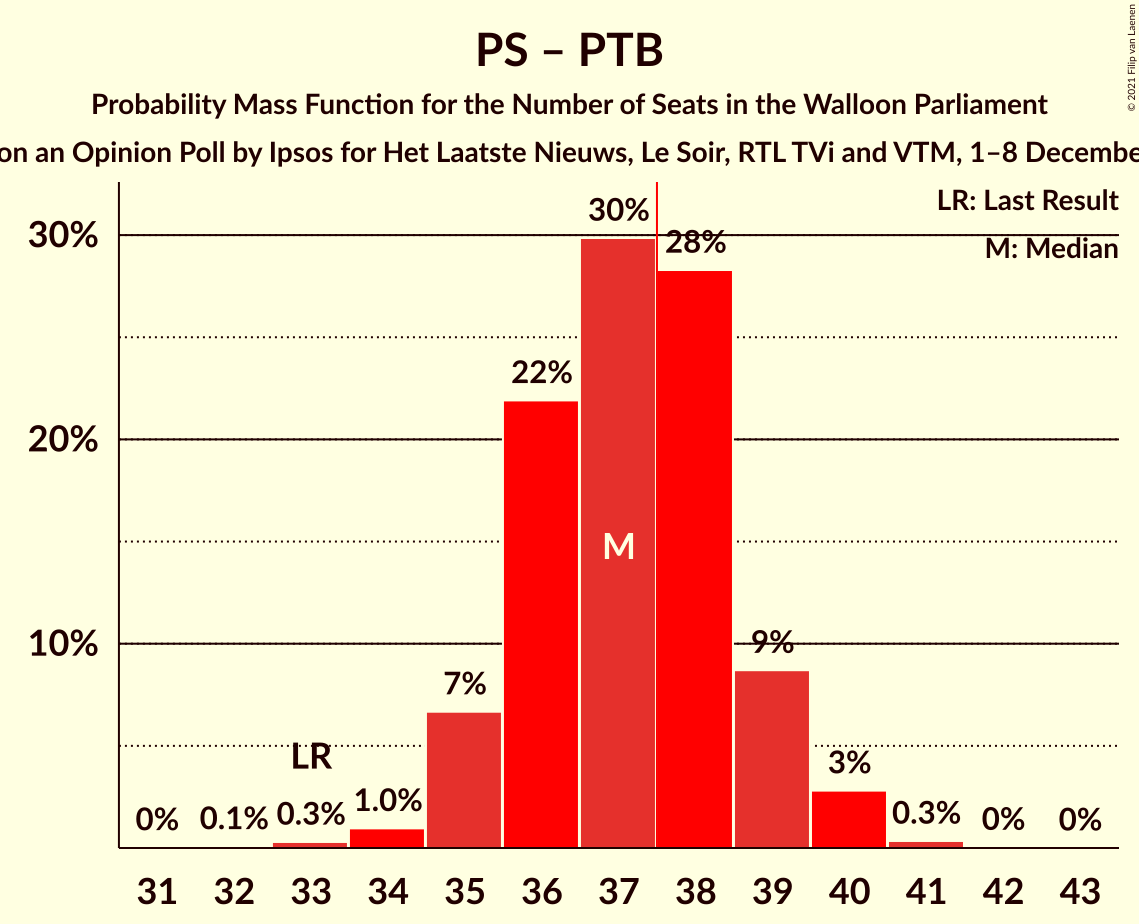 PS – PTB
Probability Mass Function for the Number of Seats in the Walloon Parliament
on an Opinion Poll by Ipsos for Het Laatste Nieuws, Le Soir, RTL TVi and VTM, 1–8 Decembe
© 2021 Filip van Laenen
LR: Last Result
M: Median
30%
20%
10%
0%
0.1%
0.3%
1.0%
7%
22%
30%
28%
9%
3%
0.3%
0%
0%
LR
M
31 32 33 34 35 36 37 38 39 40 41 42 43